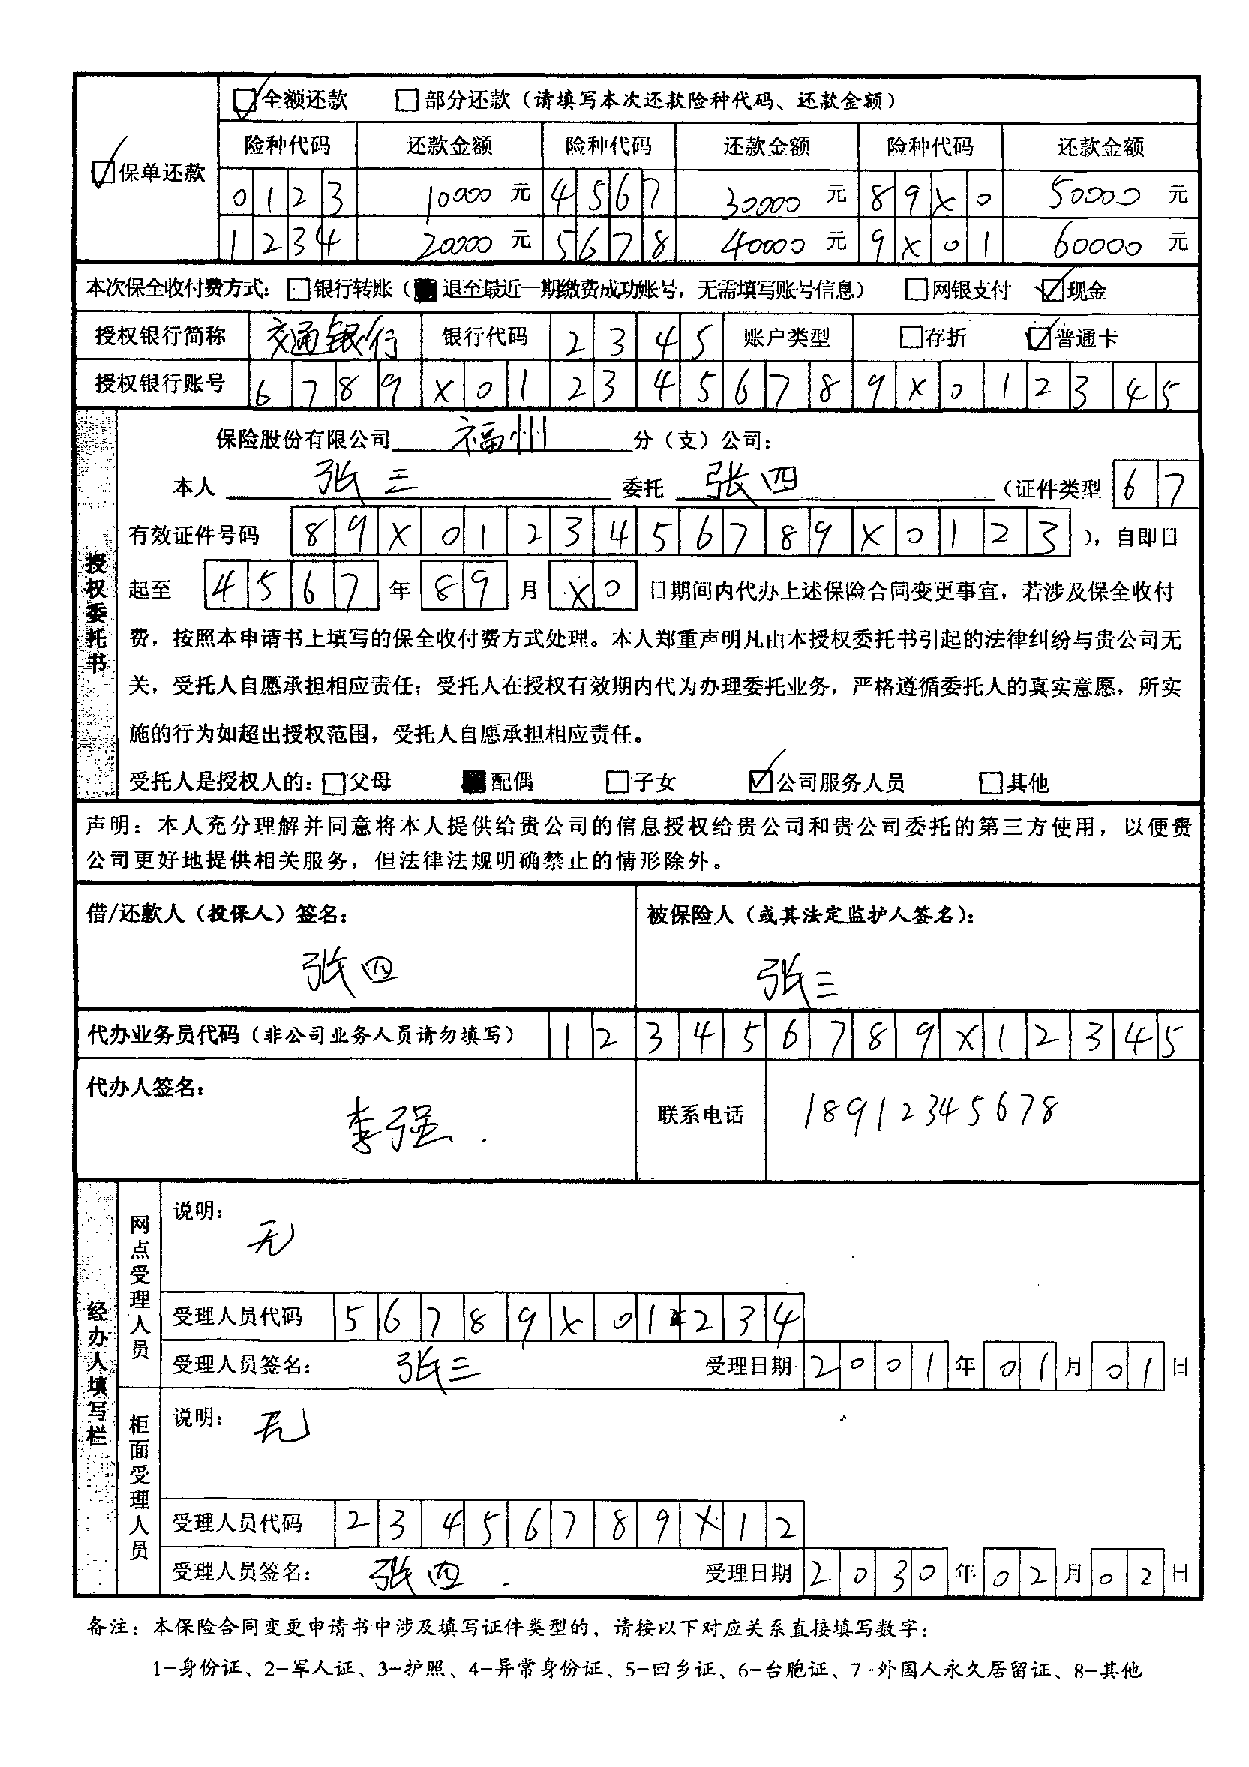 全额还款 部分还款（请填写本次还款险种代码、还款金额）
保单还款
险种代码 还款金额 险种代码 还款金额 险种代码 还款金额
0123 10000 元 4567 30000 元 89X0 50000 元
1234 20000 元 5678 40000 元 9X01 60000 元
本次保全收付费方式： 银行转账（ 退至最近一期缴费成功账号，无需填写账号信息） 网银支付 现金
授权银行简称 交通银行 银行代码 2345 账户类型 存折 普通卡
授权银行账号 6789X0123456789X012345
授权委托书
保险股份有限公司 福州 分（支）公司：
本人 张三 委托 张四 （证件类型 67
有效证件号码 89X0123456789X0123 ），自即日
起至 4567 年 89 月 X0 日期间内代办上述保险合同变更事宜，若涉及保全收付
费，按照本申请书上填写的保全收付费方式处理。本人郑重声明凡由本授权委托书引起的法律纠纷与贵公司无
关，受托人自愿承担相应责任；受托人在授权有效期内代为办理委托业务，严格遵循委托人的真实意愿，所实
施的行为如超出授权范围，受托人自愿承担相应责任。
受托人是授权人的： 父母 配偶 子女 公司服务人员 其他
声明：本人充分理解并同意将本人提供给贵公司的信息授权给贵公司和贵公司委托的第三方使用，以便贵
公司更好地提供相关服务，但法律法规明确禁止的情形除外。
借/还款人（投保人）签名： 被保险人（或其法定监护人签名）：
张四 张三
代办业务员代码（非公司业务人员请勿填写） 123456789X12345
代办人签名： 李强. 联系电话 18912345678
经办人填写栏
网点受理人员
说明：
无
受理人员代码 56789X01234
受理人员签名： 张三 受理日期 2001 年 01 月 01 日
柜面受理人员
说明： 无
受理人员代码 23456789X12
受理人员签名： 张四. 受理日期 2030 年 02 月 02 日
备注：本保险合同变更申请书中涉及填写证件类型的，请按以下对应关系直接填写数字：
1-身份证、2-军人证、3-护照、4-异常身份证、5-回乡证、6-台胞证、7-外国人永久居留证、8-其他